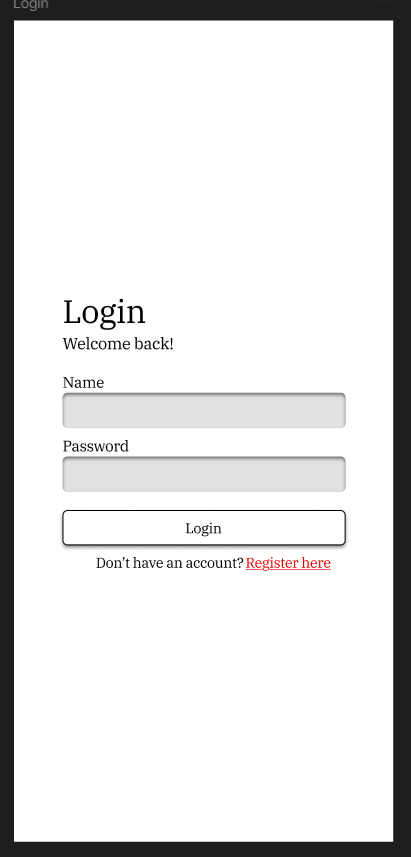 Login
Login
Welcome back!
Name
Password
Login
Don't have an account? Register here